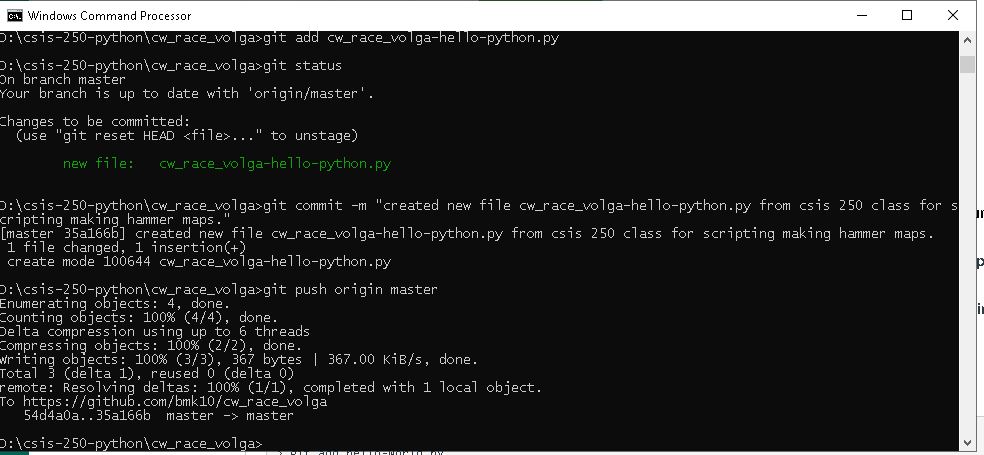 Windows Command Processor
D:\csis-250-python\cw_race_volga>git add cw_race_volga-hello-python.py
D:\csis-250-python\cw_race_volga>git status
On branch master
Your branch is up to date with 'origin/master'.
Changes to be committed:
(use "git reset HEAD <file>..." to unstage)
new file:   cw_race_volga-hello-python.py
D:\csis-250-python\cw_race_volga>git commit -m "created new file cw_race_volga-hello-python.py from csis 250 class for s
cripting making hammer maps."
[master 35a166b] created new file cw_race_volga-hello-python.py from csis 250 class for scripting making hammer maps.
1 file changed, 1 insertion(+)
create mode 100644 cw_race_volga-hello-python.py
D:\csis-250-python\cw_race_volga>git push origin master
Enumerating objects: 4, done.
Counting objects: 100% (4/4), done.
Delta compression using up to 6 threads
Compressing objects: 100% (2/2), done.
Writing objects: 100% (3/3), 367 bytes | 367.00 KiB/s, done.
Total 3 (delta 1), reused 0 (delta 0)
remote: Resolving deltas: 100% (1/1), completed with 1 local object.
To https://github.com/bmk10/cw_race_volga
54d4a0a..35a166b  master -> master
D:\csis-250-python\cw_race_volga>